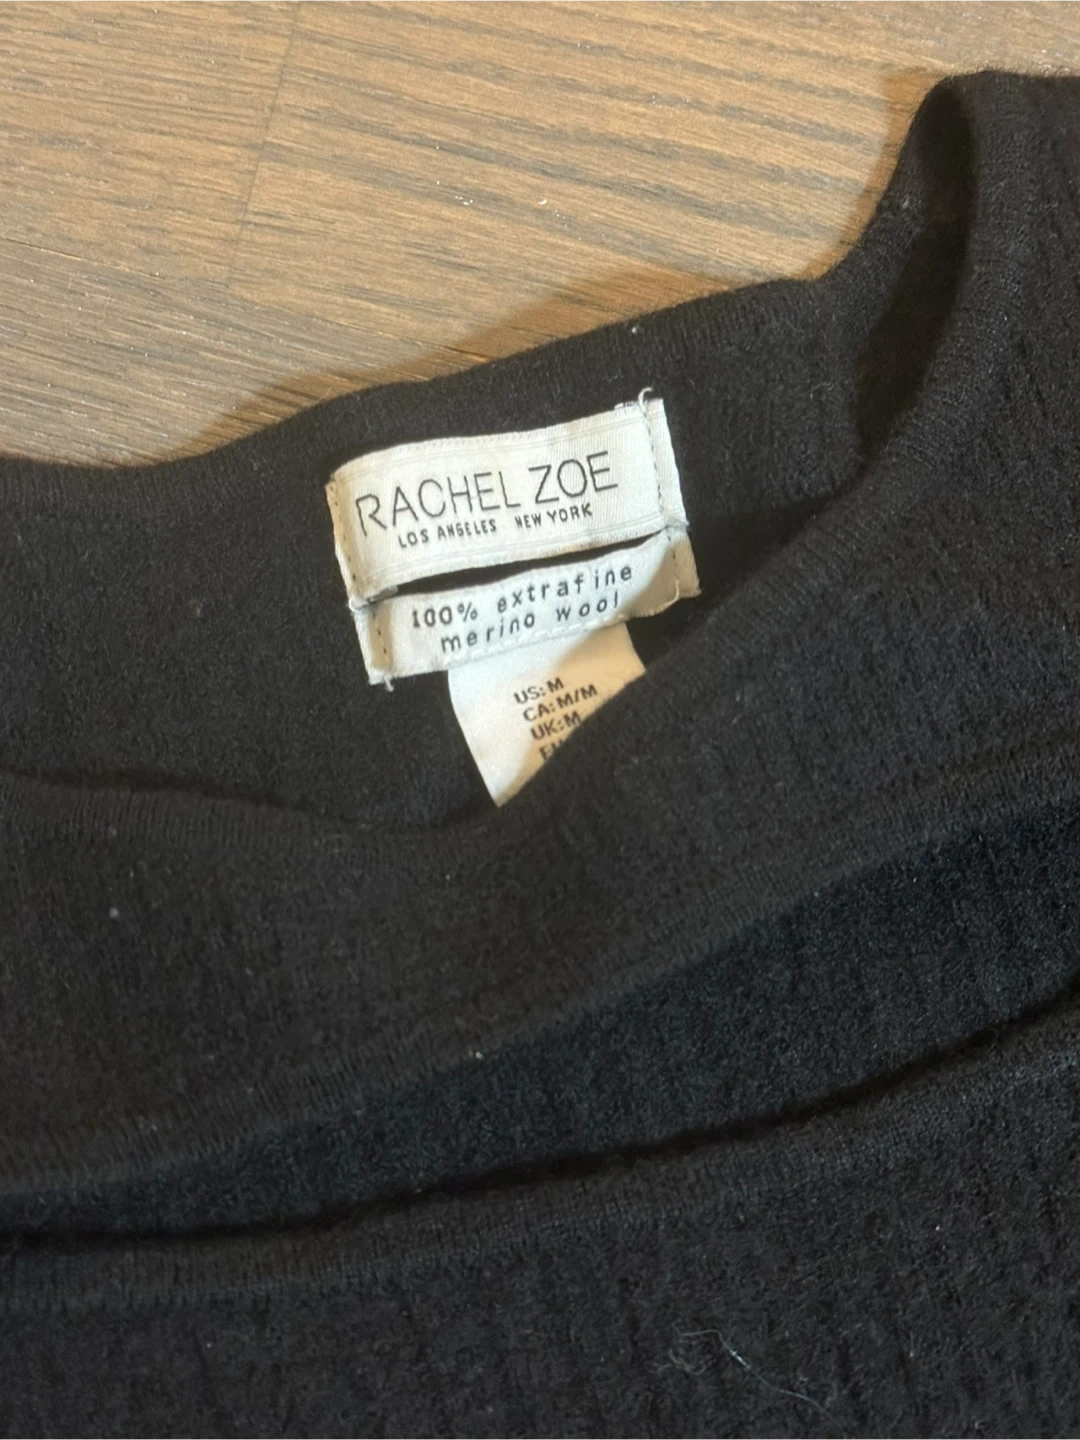 RACHEL ZOE
LOS ANGELES NEW YORK
100% extrafine
merino wool
US:M
CA:M/M
UK:M